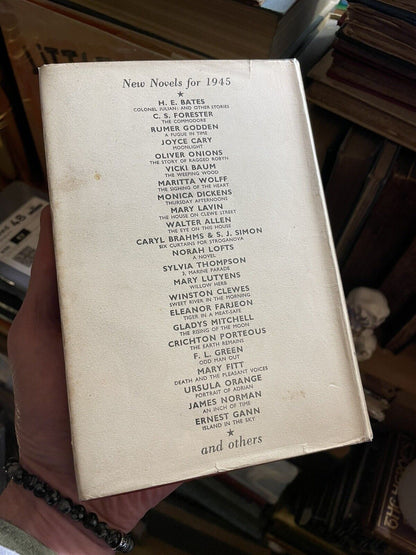 New Novels for 1945
★
H. E. BATES
COLONEL JULIAN: AND OTHER STORIES
C. S. FORESTER
THE COMMODORE
RUMER GODDEN
A FUGUE IN TIME
JOYCE CARY
MOONLIGHT
OLIVER ONIONS
THE STORY OF RAGGED ROBYN
VICKI BAUM
THE WEEPING WOOD
MARITTA WOLFF
THE SIGNING OF THE HEART
MONICA DICKENS
THURSDAY AFTERNOONS
MARY LAVIN
THE HOUSE ON CLEWE STREET
WALTER ALLEN
THE EYE ON THIS HOUSE
CARYL BRAHMS & S. J. SIMON
SIX CURTAINS FOR STROGANOVA
NORAH LOFTS
A NOVEL
SYLVIA THOMPSON
5, MARINE PARADE
MARY LUTYENS
WILLOW HERB
WINSTON CLEWES
SWEET RIVER IN THE MORNING
ELEANOR FARJEON
TIGER IN A MEAT-SAFE
GLADYS MITCHELL
THE RISING OF THE MOON
CRICHTON PORTEOUS
THE EARTH REMAINS
F. L. GREEN
ODD MAN OUT
MARY FITT
DEATH AND THE PLEASANT VOICES
URSULA ORANGE
PORTRAIT OF ADRIAN
JAMES NORMAN
AN INCH OF TIME
ERNEST GANN
ISLAND IN THE SKY
★
and others